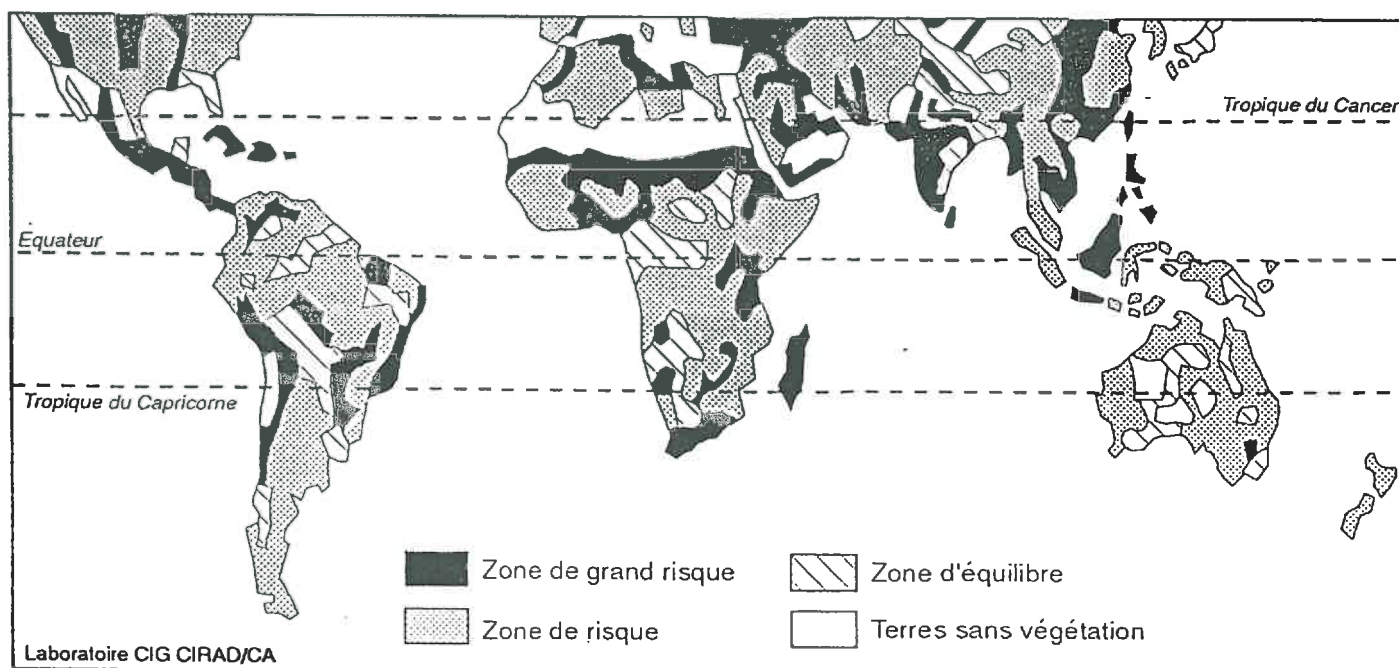 Tropique du Cancer
Équateur
Tropique du Capricorne
Zone de grand risque
Zone d'équilibre
Zone de risque
Terres sans végétation
Laboratoire CIG CIRAD/CA